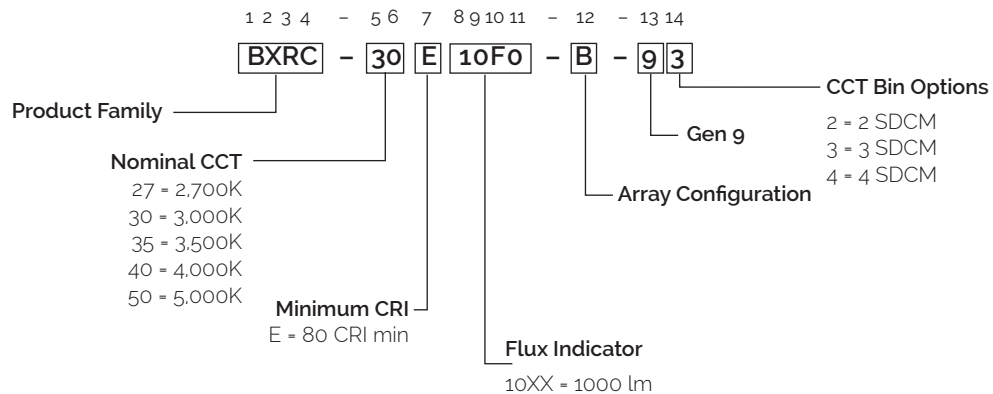 1 2 3 4 – 5 6 7 8 9 10 11 – 12 – 13 14
BXRC – 30 E 10F0 – B – 9 3
Product Family
CCT Bin Options
2 = 2 SDCM
3 = 3 SDCM
4 = 4 SDCM
Gen 9
Nominal CCT
27 = 2,700K
30 = 3,000K
35 = 3,500K
40 = 4,000K
50 = 5,000K
Array Configuration
Minimum CRI
E = 80 CRI min
Flux Indicator
10XX = 1000 lm